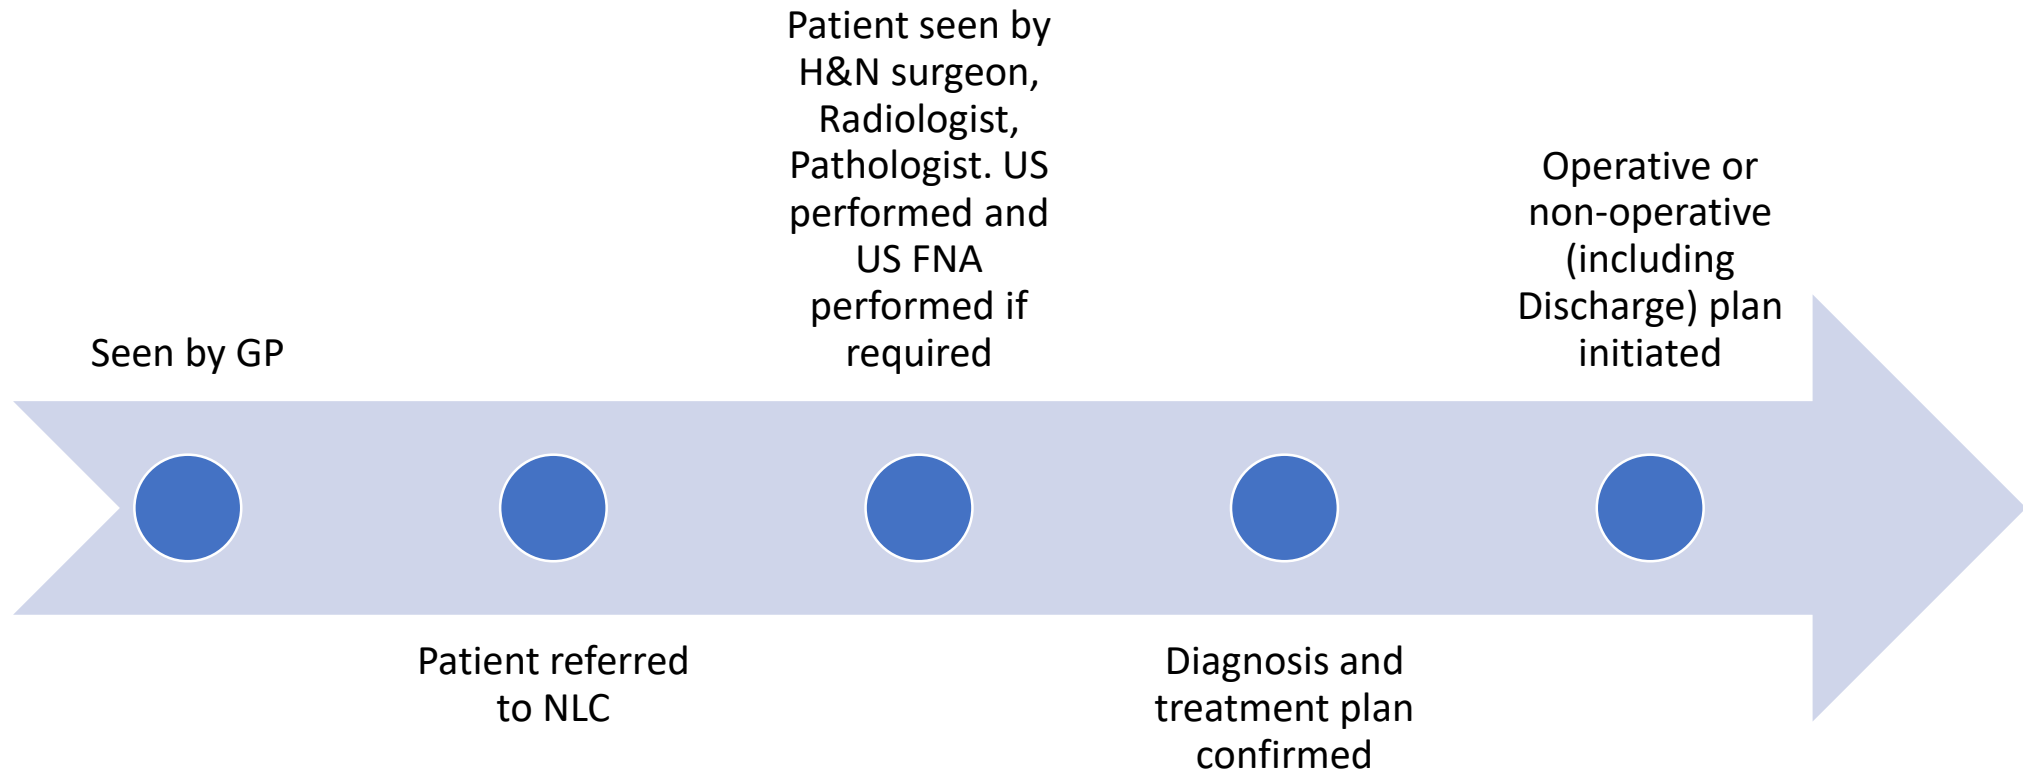 Seen by GP
Patient referred
to NLC
Patient seen by
H&N surgeon,
Radiologist,
Pathologist. US
performed and
US FNA
performed if
required
Diagnosis and
treatment plan
confirmed
Operative or
non-operative
(including
Discharge) plan
initiated